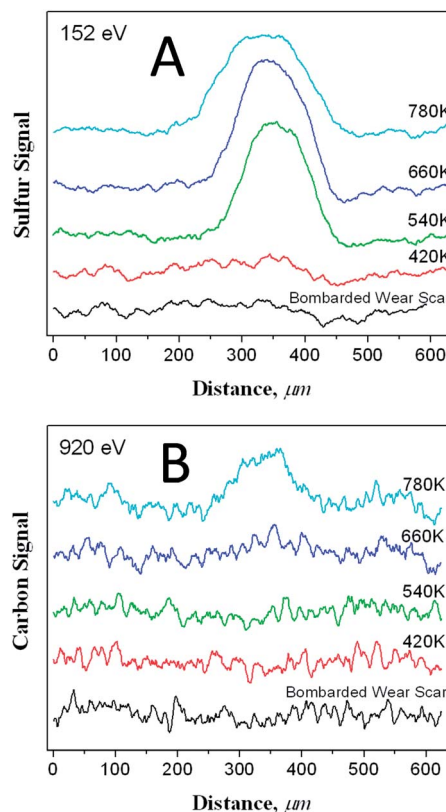 152 eV
A
Sulfur Signal
780K
660K
540K
420K
Bombarded Wear Scar
0 100 200 300 400 500 600
Distance, μm
920 eV
B
Carbon Signal
780K
660K
540K
420K
Bombarded Wear Scar
0 100 200 300 400 500 600
Distance, μm